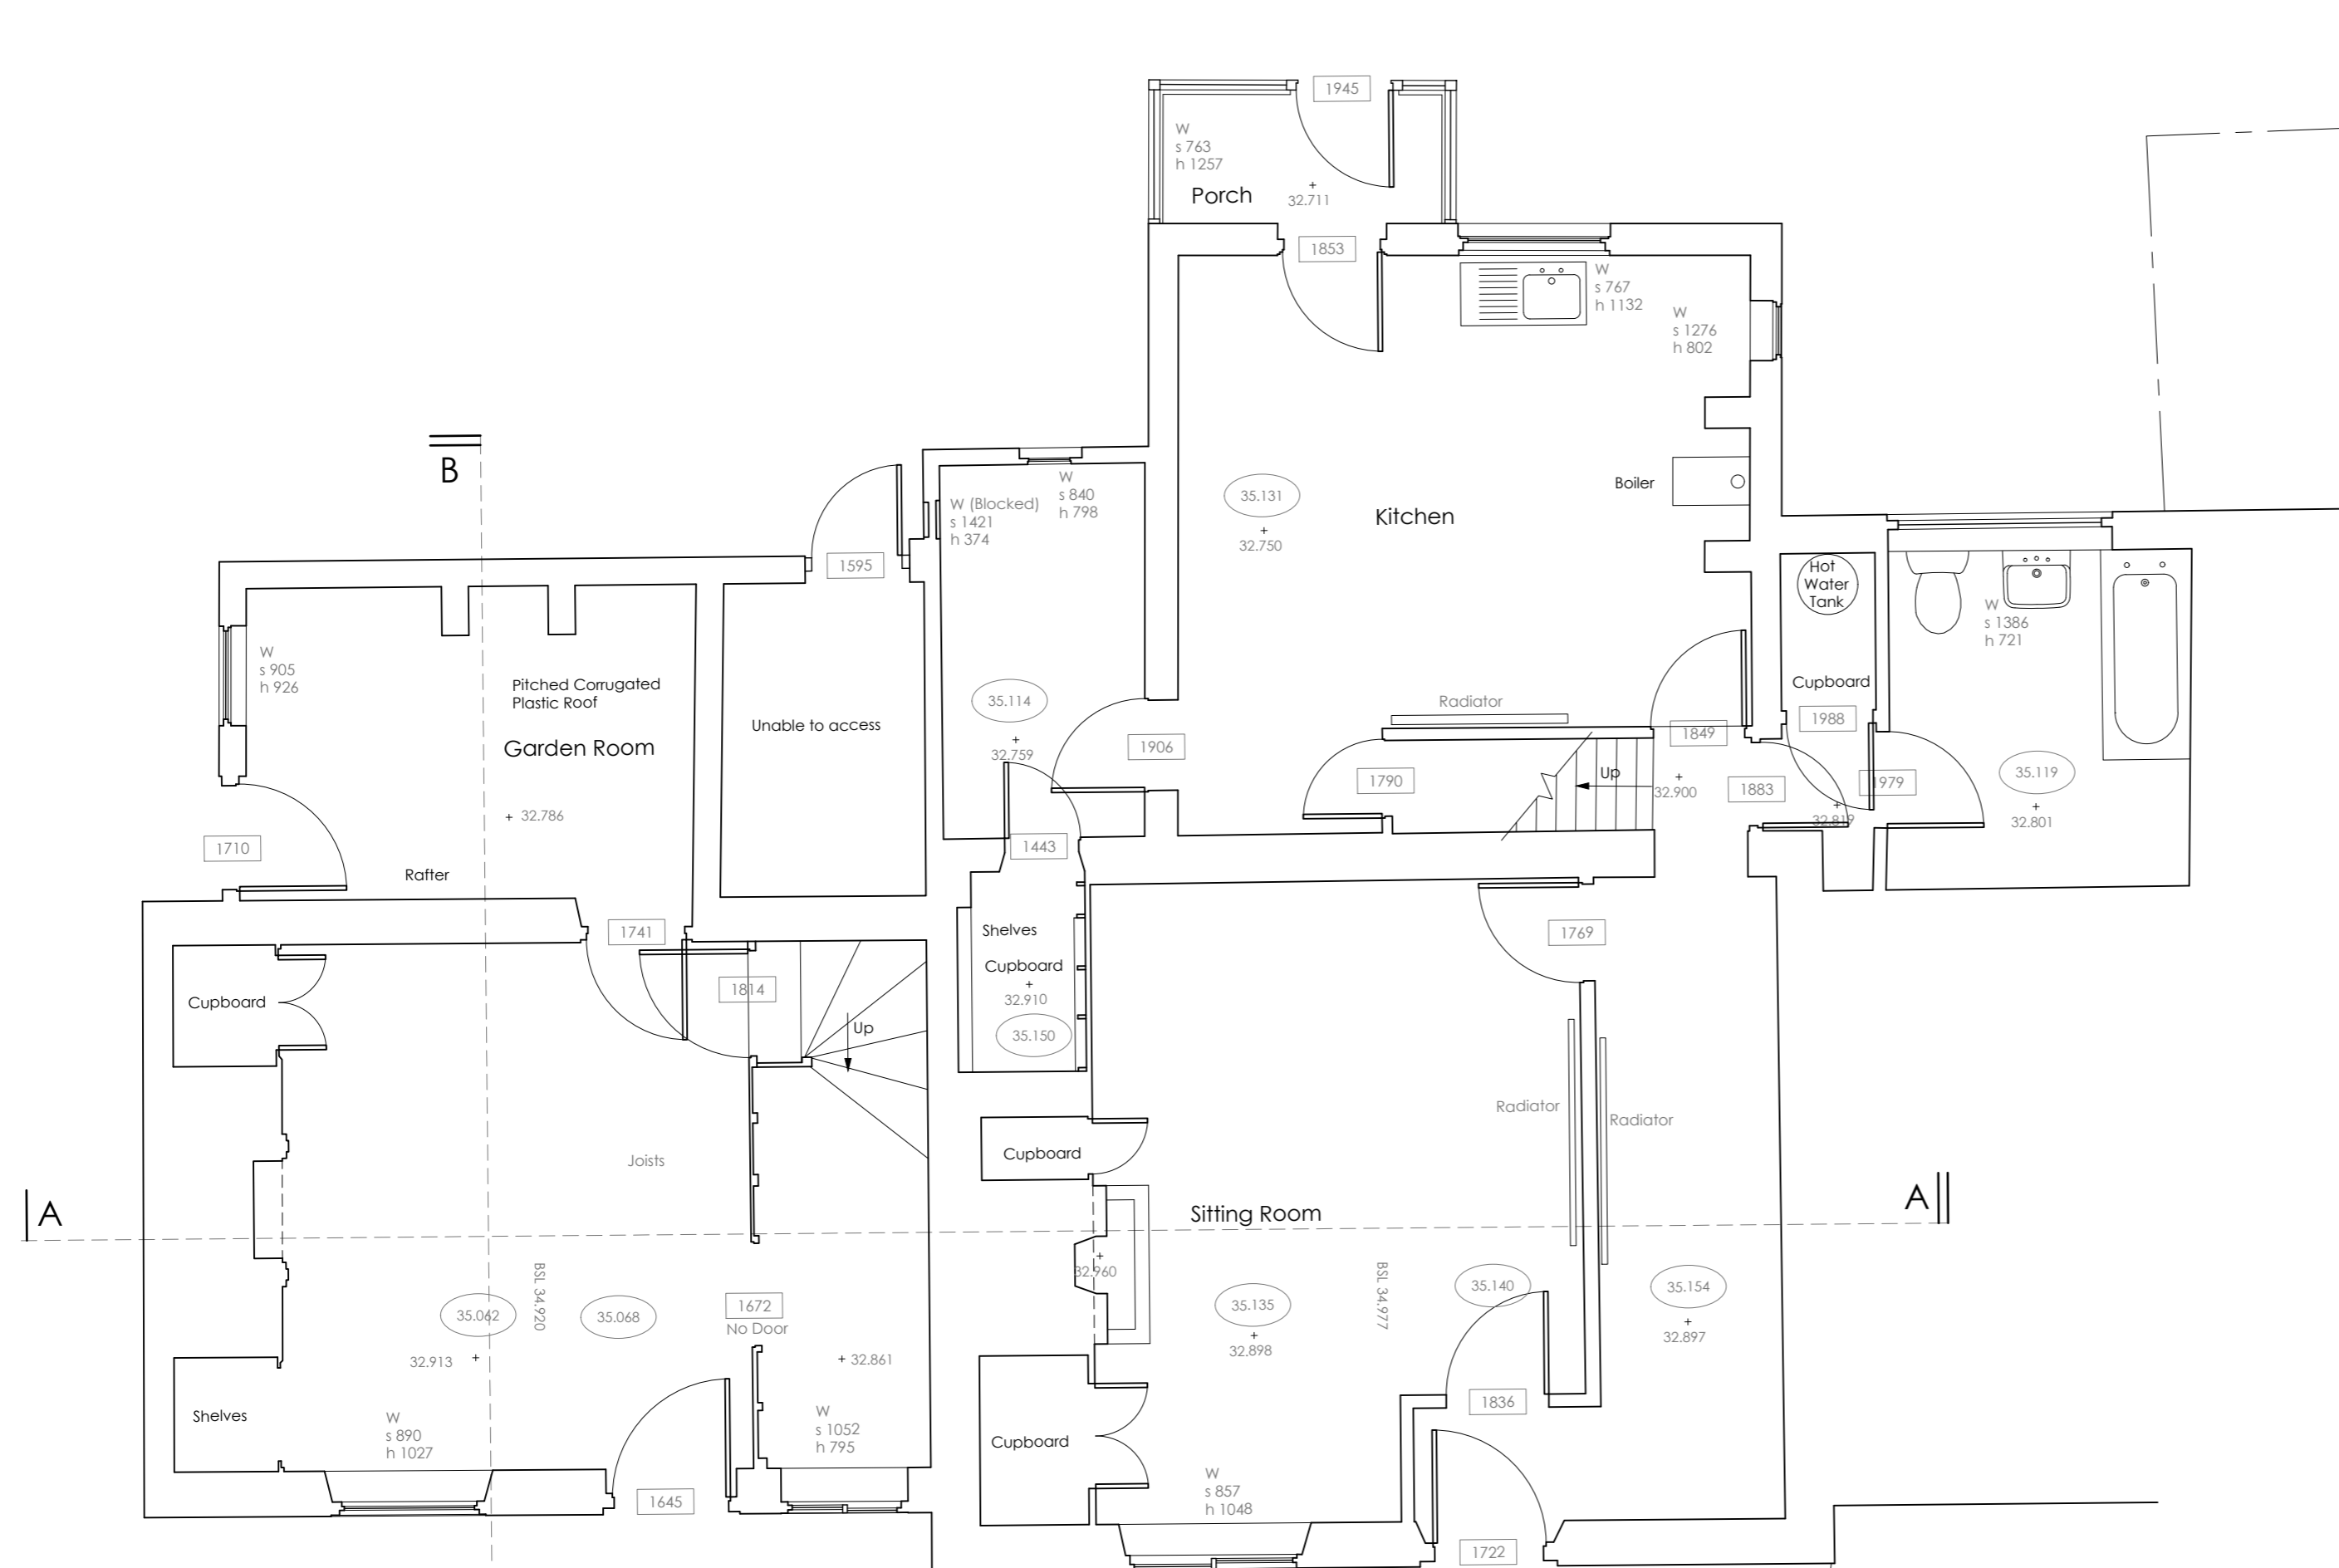 1945
W
s 763
h 1257
Porch
32.711
1853
W
s 767
h 1132
W
s 1276
h 802
B
W (Blocked)
s 1421
h 374
W
s 840
h 798
35.131
32.750
Kitchen
Boiler
1595
Hot
Water
Tank
W
s 1386
h 721
W
s 905
h 926
Pitched Corrugated
Plastic Roof
Garden Room
Unable to access
35.114
32.759
1906
Radiator
Cupboard
1988
1849
1790
Up
32.900
1883
1979
32.819
35.119
32.801
32.786
1710
Rafter
1443
1741
Shelves
1769
Cupboard
1814
Up
Cupboard
32.910
35.150
Joists
Cupboard
Radiator
Radiator
A
Sitting Room
A
32.960
BSL 34.920
BSL 34.977
35.062
35.068
1672
No Door
35.135
32.898
35.140
35.154
32.897
32.913
32.861
Shelves
W
s 890
h 1027
W
s 1052
h 795
Cupboard
1836
W
s 857
h 1048
1645
1722